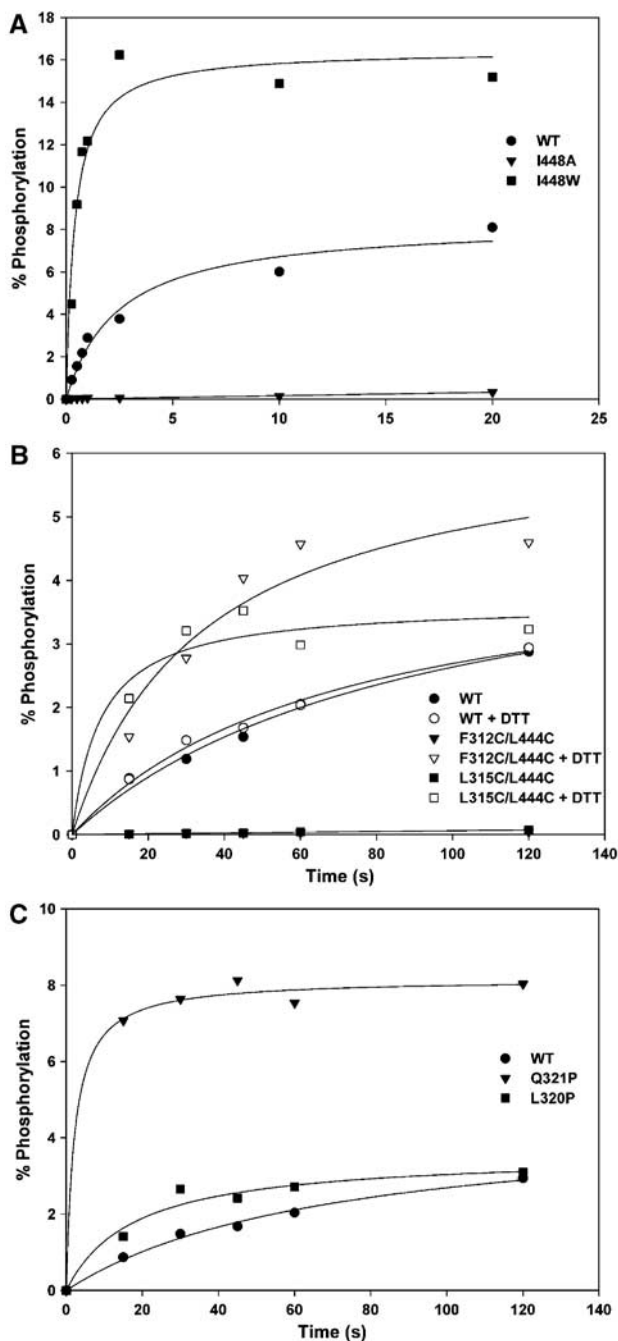 A
18
16
14
12
10
8
6
4
2
0
% Phosphorylation
WT
I448A
I448W
0 5 10 15 20 25
B
6
5
4
3
2
1
0
% Phosphorylation
WT
WT + DTT
F312C/L444C
F312C/L444C + DTT
L315C/L444C
L315C/L444C + DTT
0 20 40 60 80 100 120 140
Time (s)
C
10
8
6
4
2
0
% Phosphorylation
WT
Q321P
L320P
0 20 40 60 80 100 120 140
Time (s)